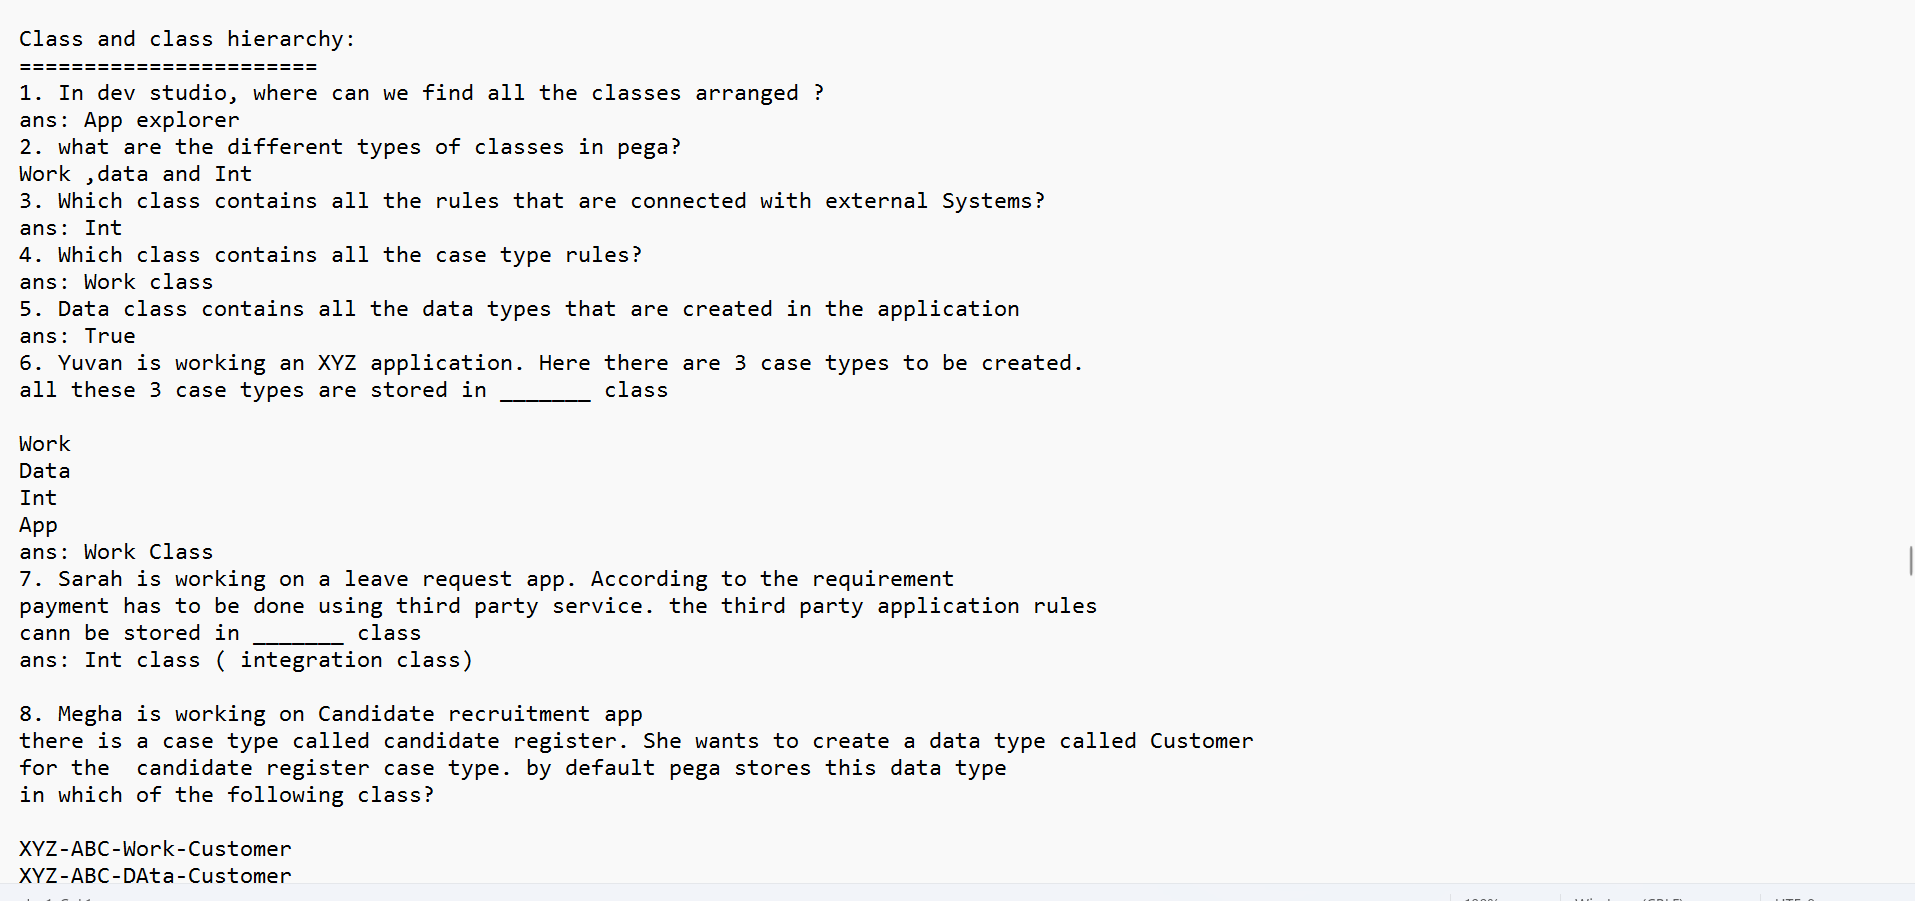 Class and class hierarchy:
=======================
1. In dev studio, where can we find all the classes arranged ?
ans: App explorer
2. what are the different types of classes in pega?
Work ,data and Int
3. Which class contains all the rules that are connected with external Systems?
ans: Int
4. Which class contains all the case type rules?
ans: Work class
5. Data class contains all the data types that are created in the application
ans: True
6. Yuvan is working an XYZ application. Here there are 3 case types to be created.
all these 3 case types are stored in _______ class
Work
Data
Int
App
ans: Work Class
7. Sarah is working on a leave request app. According to the requirement
payment has to be done using third party service. the third party application rules
cann be stored in _______ class
ans: Int class ( integration class)
8. Megha is working on Candidate recruitment app
there is a case type called candidate register. She wants to create a data type called Customer
for the  candidate register case type. by default pega stores this data type
in which of the following class?
XYZ-ABC-Work-Customer
XYZ-ABC-DAta-Customer